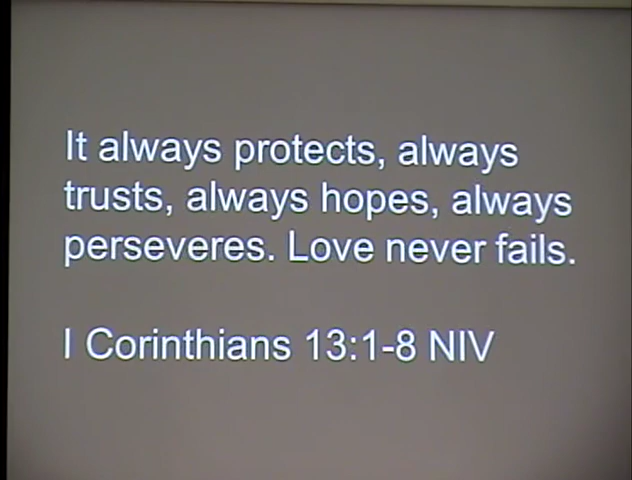 It always protects, always
trusts, always hopes, always
perseveres. Love never fails.
I Corinthians 13:1-8 NIV